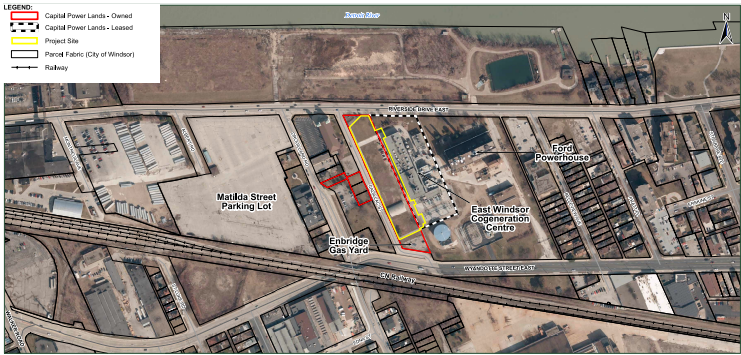 LEGEND:
Capital Power Lands - Owned
Capital Power Lands - Leased
Project Site
Parcel Fabric (City of Windsor)
Railway
Detroit River
N
RIVERSIDE DRIVE EAST
Ford
Powerhouse
Matilda Street
Parking Lot
East Windsor
Cogeneration
Centre
Enbridge
Gas Yard
WYANDOTTE STREET EAST
CN Railway